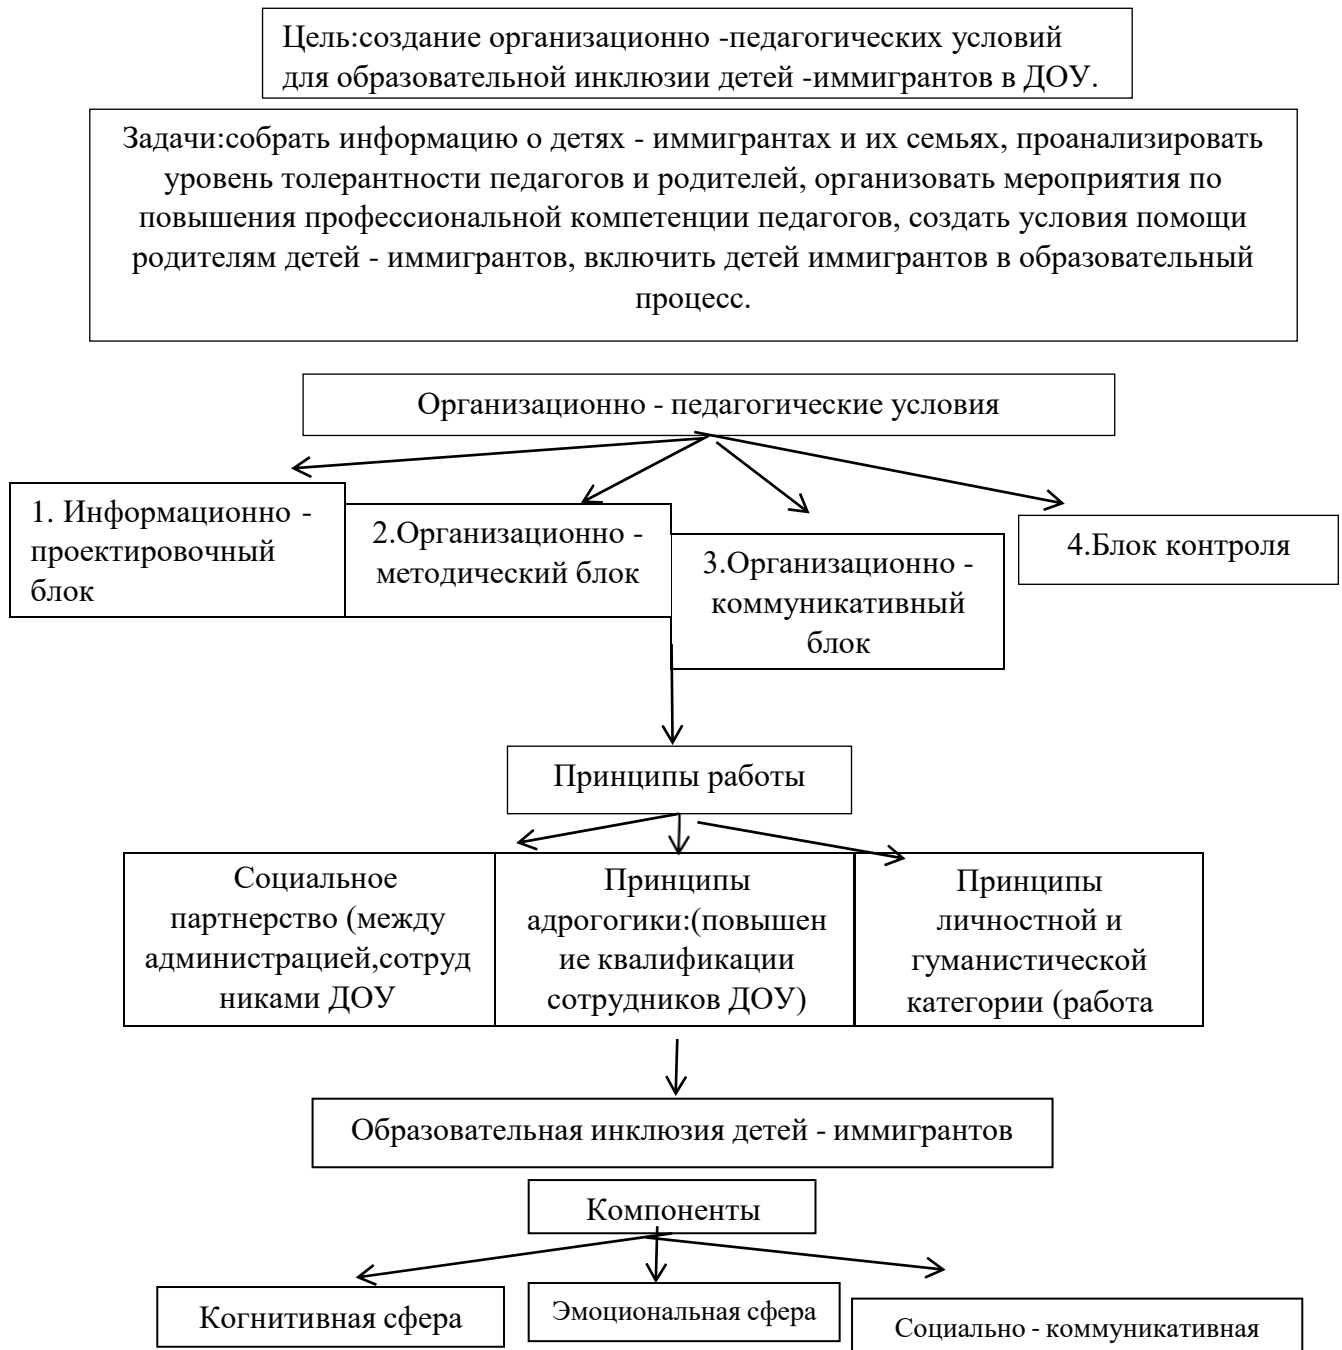 Цель:создание организационно -педагогических условий
для образовательной инклюзии детей -иммигрантов в ДОУ.
Задачи:собрать информацию о детях - иммигрантах и их семьях, проанализировать
уровень толерантности педагогов и родителей, организовать мероприятия по
повышения профессиональной компетенции педагогов, создать условия помощи
родителям детей - иммигрантов, включить детей иммигрантов в образовательный
процесс.
Организационно - педагогические условия
1. Информационно -
проектировочный
блок
2.Организационно -
методический блок
3.Организационно -
коммуникативный
блок
4.Блок контроля
Принципы работы
Социальное
партнерство (между
администрацией,сотруд
никами ДОУ
Принципы
адрогогики:(повышен
ие квалификации
сотрудников ДОУ)
Принципы
личностной и
гуманистической
категории (работа
Образовательная инклюзия детей - иммигрантов
Компоненты
Когнитивная сфера
Эмоциональная сфера
Социально - коммуникативная